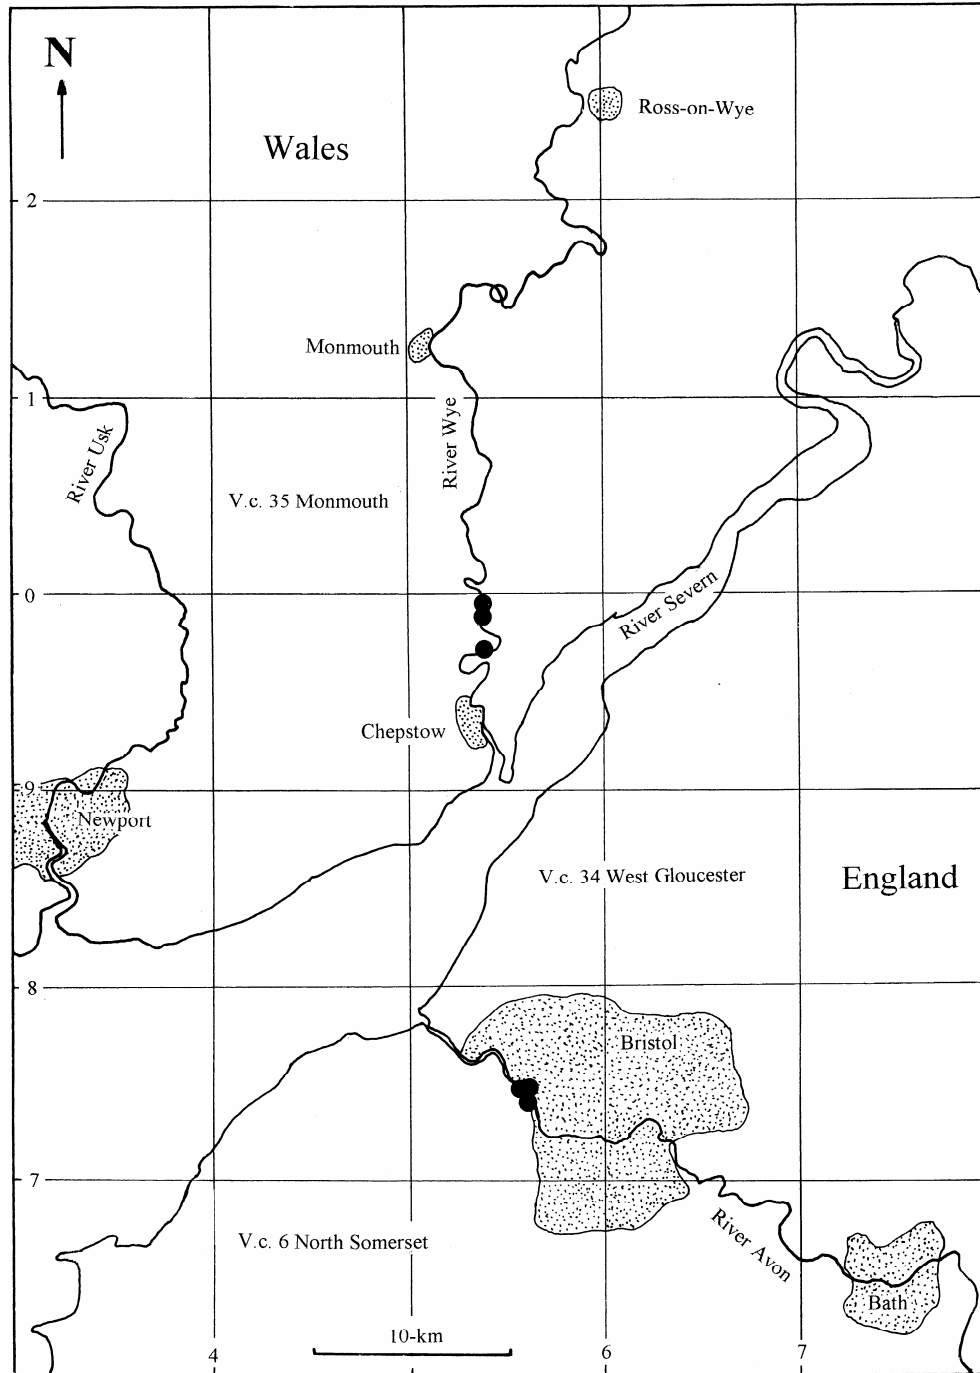 N
Ross-on-Wye
Wales
2
Monmouth
1
River Wye
River Usk
V.c. 35 Monmouth
0
River Severn
Chepstow
9
Newport
V.c. 34 West Gloucester
England
8
Bristol
7
River Avon
V.c. 6 North Somerset
Bath
10-km
4
6
7